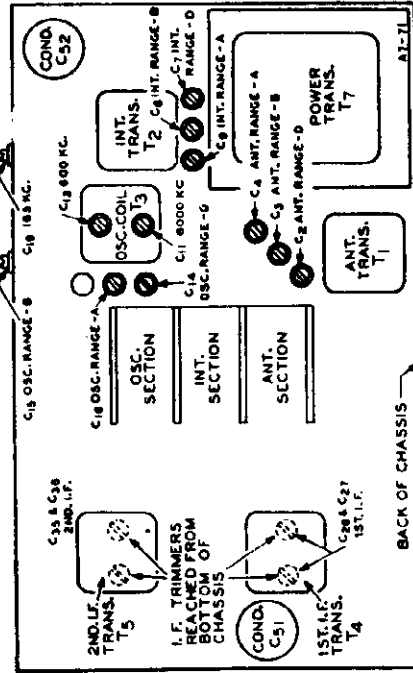 C15 OSC. RANGE-B
C19 185 KC.
COND.
C52
C13 600 KC.
OSC. COIL
T3
C11 6000 KC
C16 OSC. RANGE-A
C14
OSC. RANGE-G
INT.
TRANS.
T2
C8 INT. RANGE-B
C7 INT.
RANGE-D
C9 INT. RANGE-A
C35 & C36
2ND. I.F.
2ND. I.F.
TRANS.
T5
I.F. TRIMMERS
REACHED FROM
BOTTOM OF
CHASSIS
OSC.
SECTION
INT.
SECTION
ANT.
SECTION
C4 ANT. RANGE-A
C3 ANT. RANGE-B
C2 ANT. RANGE-D
POWER
TRANS.
T7
ANT.
TRANS.
T1
COND.
C51
1ST. I.F.
TRANS.
T4
C28 & C27
1ST. I.F.
BACK OF CHASSIS
A7-71